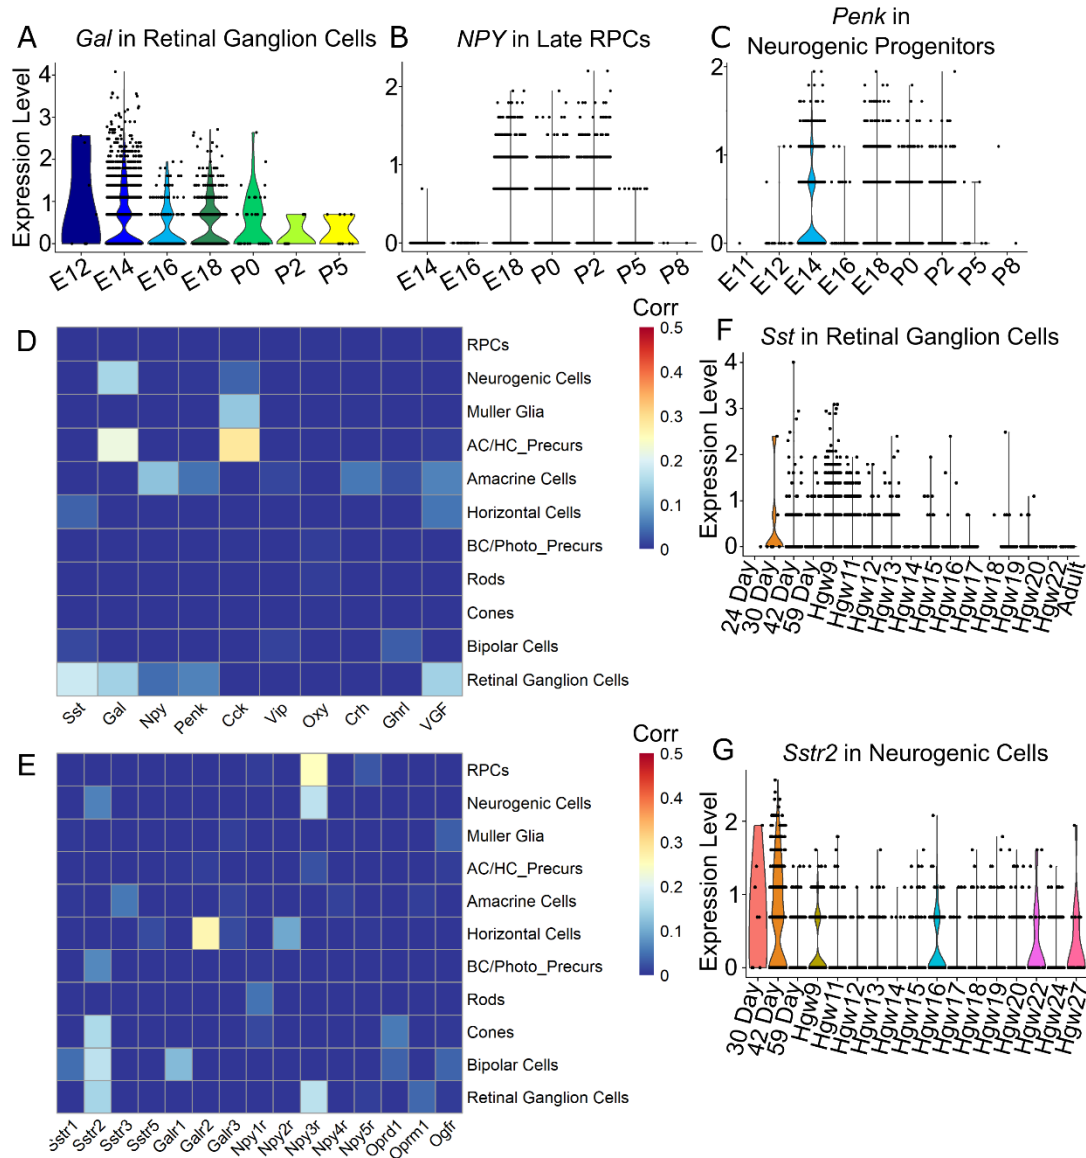 A
Gal in Retinal Ganglion Cells
Expression Level
4
3
2
1
0
E12
E14
E16
E18
P0
P2
P5
B
NPY in Late RPCs
2
1
0
E14
E16
E18
P0
P2
P5
P8
C
Penk in
Neurogenic Progenitors
2
1
0
E11
E12
E14
E16
E18
P0
P2
P5
P8
D
RPCs
Neurogenic Cells
Muller Glia
AC/HC_Precurs
Amacrine Cells
Horizontal Cells
BC/Photo_Precurs
Rods
Cones
Bipolar Cells
Retinal Ganglion Cells
Sst
Gal
Npy
Penk
Cck
Vip
Oxy
Crh
Ghrl
VGF
Corr
0.5
0.4
0.3
0.2
0.1
0
F
Sst in Retinal Ganglion Cells
Expression Level
4
3
2
1
0
24 Day
30 Day
42 Day
59 Day
Hgw9
Hgw11
Hgw12
Hgw13
Hgw14
Hgw15
Hgw16
Hgw17
Hgw18
Hgw19
Hgw20
Hgw22
Adult
E
RPCs
Neurogenic Cells
Muller Glia
AC/HC_Precurs
Amacrine Cells
Horizontal Cells
BC/Photo_Precurs
Rods
Cones
Bipolar Cells
Retinal Ganglion Cells
Sstr1
Sstr2
Sstr3
Sstr5
Galr1
Galr2
Galr3
Npy1r
Npy2r
Npy3r
Npy4r
Npy5r
Oprd1
Oprm1
Ogfr
Corr
0.5
0.4
0.3
0.2
0.1
0
G
Sstr2 in Neurogenic Cells
Expression Level
2
1
0
30 Day
42 Day
59 Day
Hgw9
Hgw11
Hgw12
Hgw13
Hgw14
Hgw15
Hgw16
Hgw17
Hgw18
Hgw19
Hgw20
Hgw22
Hgw24
Hgw27